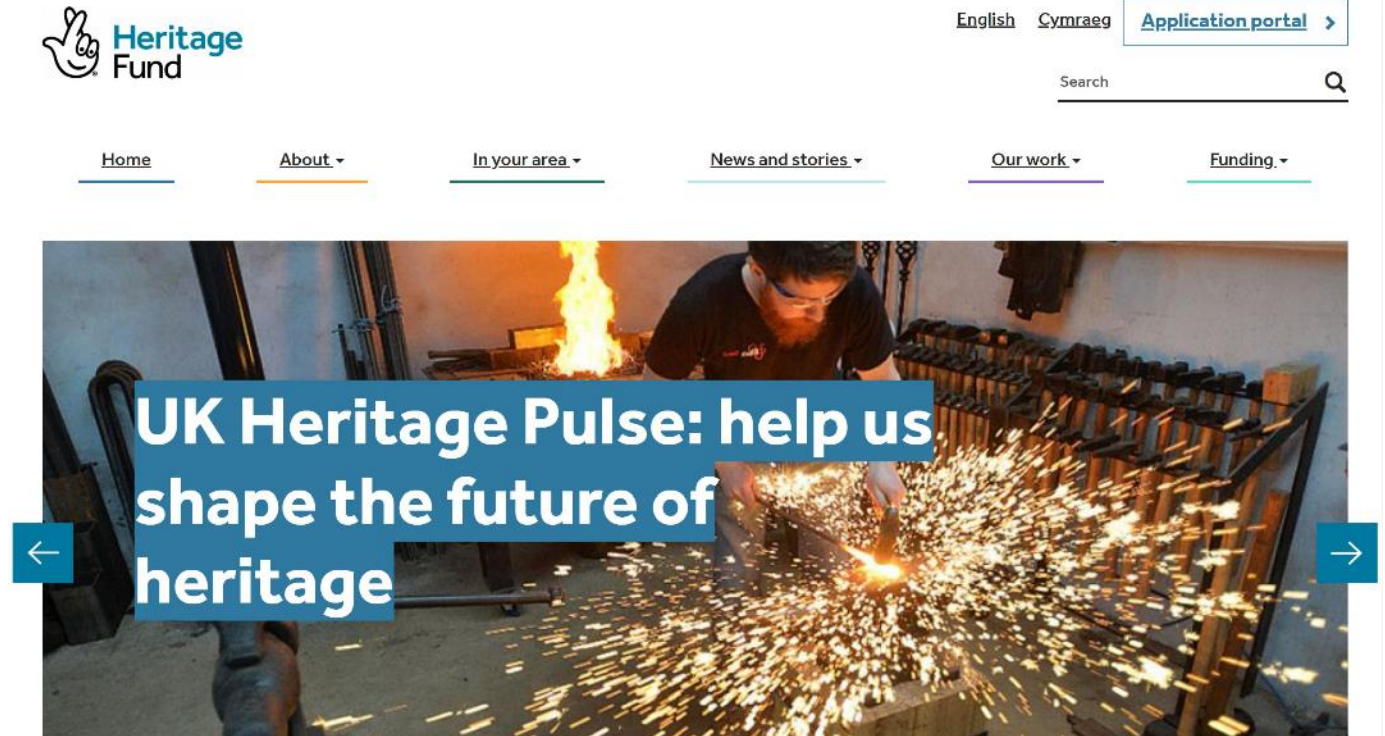 Heritage
Fund
English Cymraeg Application portal
Search
Home About In your area News and stories Our work Funding
UK Heritage Pulse: help us
shape the future of
heritage